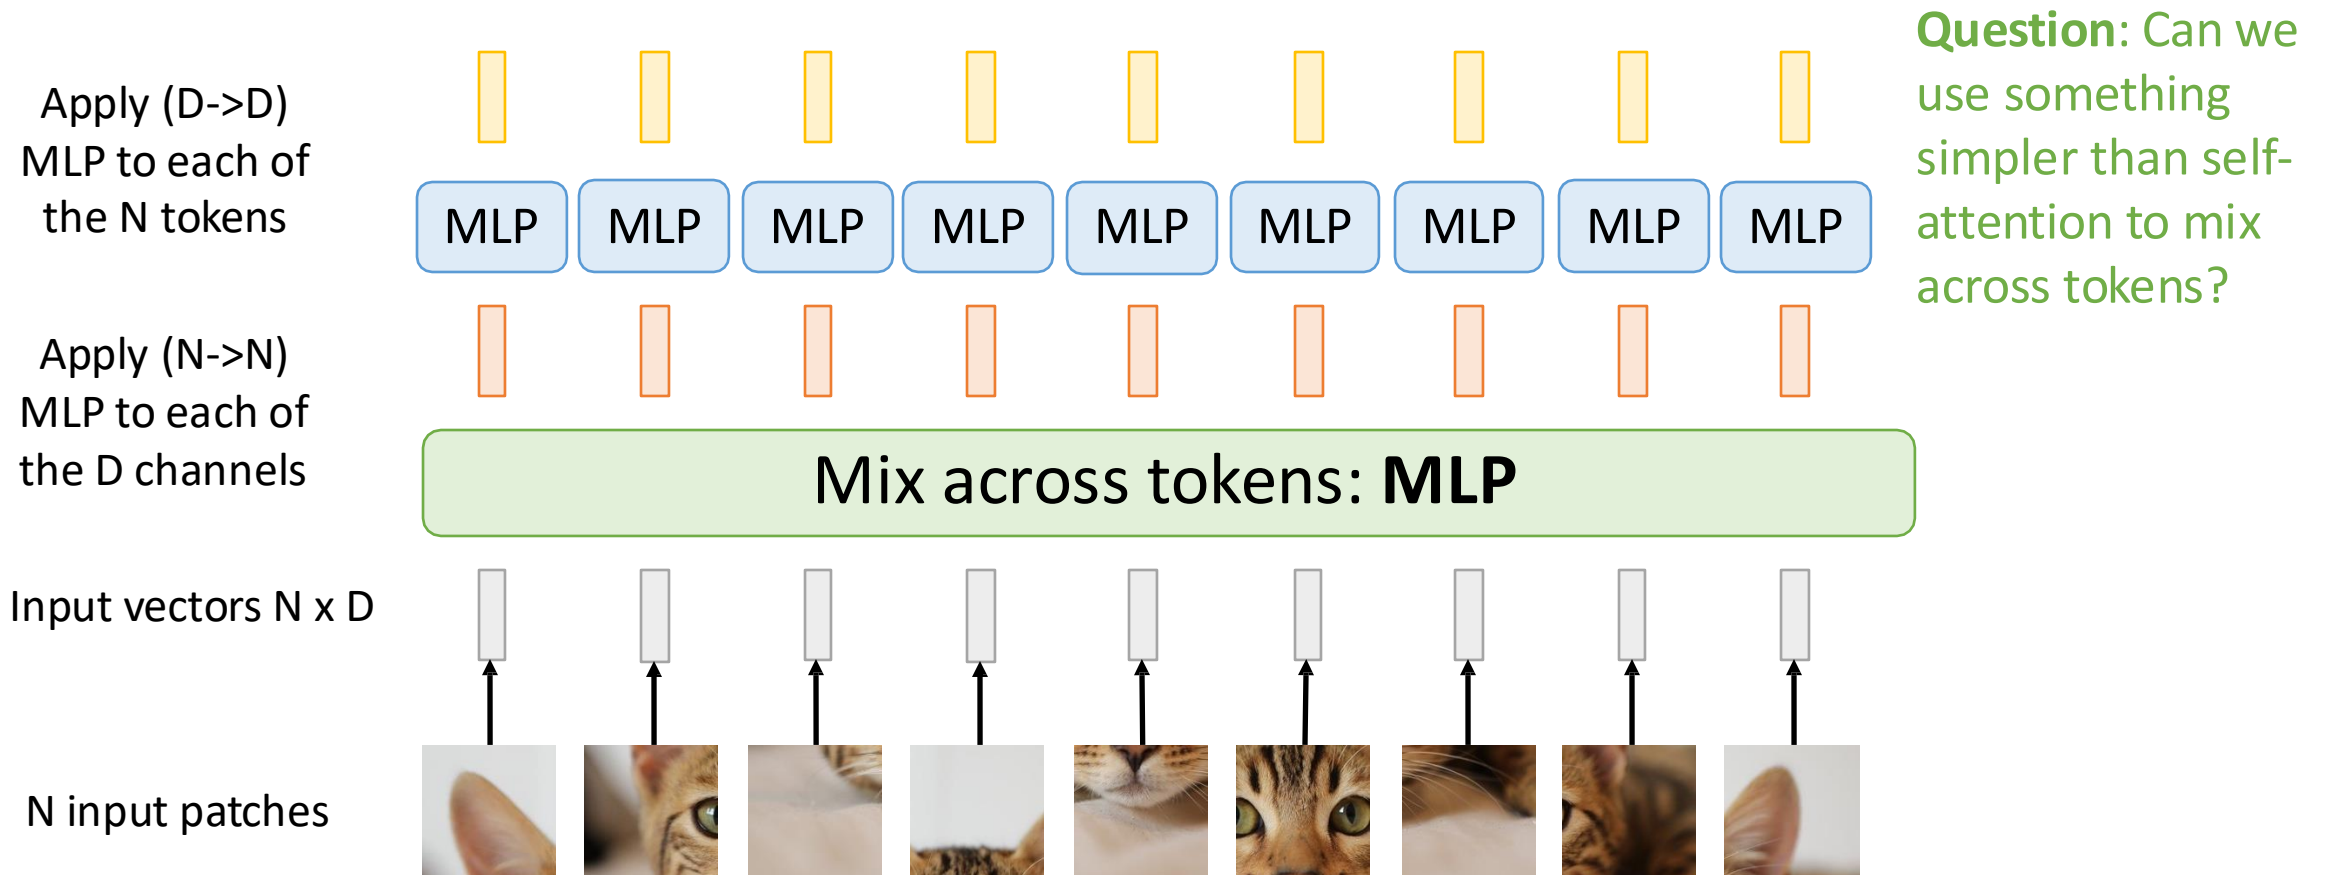 Apply (D->D)
MLP to each of
the N tokens
MLP MLP MLP MLP MLP MLP MLP MLP MLP
Question: Can we
use something
simpler than self-
attention to mix
across tokens?
Apply (N->N)
MLP to each of
the D channels
Mix across tokens: MLP
Input vectors N x D
N input patches